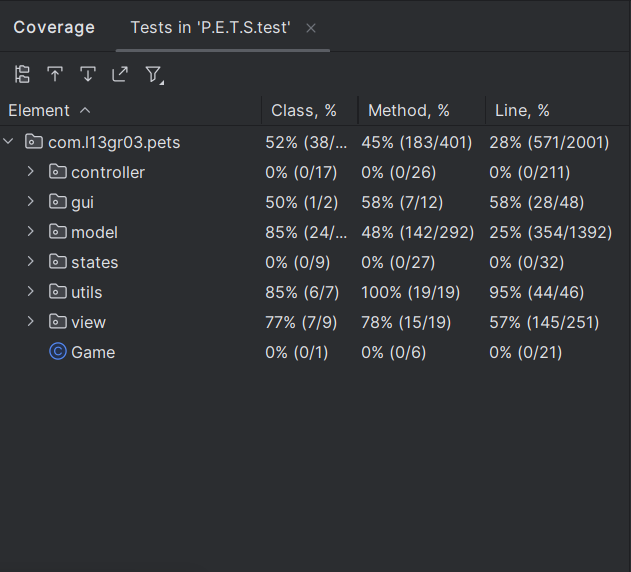 Coverage Tests in 'P.E.T.S.test' ×
Element Class, % Method, % Line, %
com.l13gr03.pets 52% (38/... 45% (183/401) 28% (571/2001)
controller 0% (0/17) 0% (0/26) 0% (0/211)
gui 50% (1/2) 58% (7/12) 58% (28/48)
model 85% (24/... 48% (142/292) 25% (354/1392)
states 0% (0/9) 0% (0/27) 0% (0/32)
utils 85% (6/7) 100% (19/19) 95% (44/46)
view 77% (7/9) 78% (15/19) 57% (145/251)
C Game 0% (0/1) 0% (0/6) 0% (0/21)